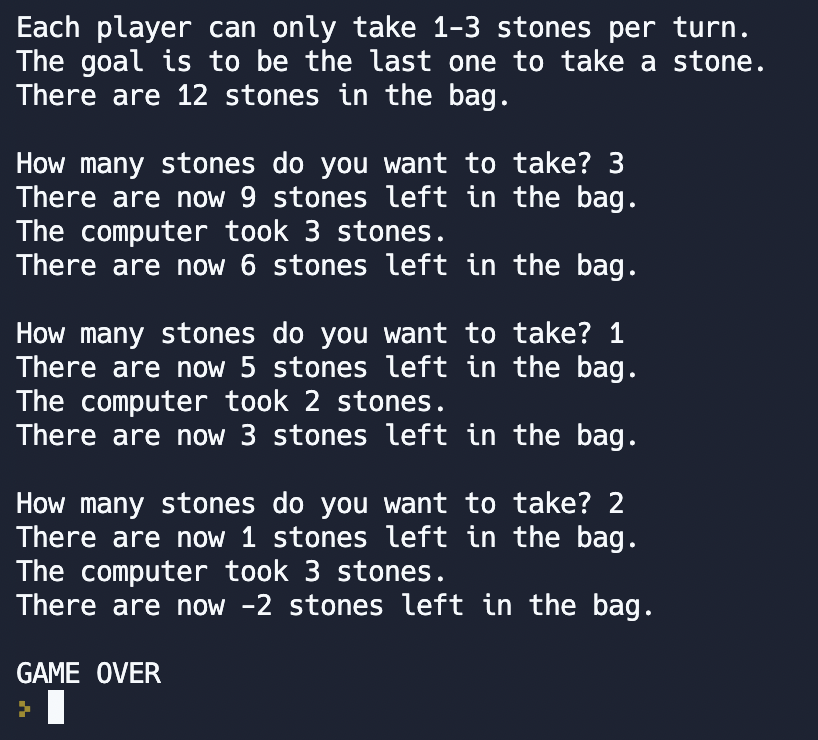 Each player can only take 1-3 stones per turn.
The goal is to be the last one to take a stone.
There are 12 stones in the bag.
How many stones do you want to take? 3
There are now 9 stones left in the bag.
The computer took 3 stones.
There are now 6 stones left in the bag.
How many stones do you want to take? 1
There are now 5 stones left in the bag.
The computer took 2 stones.
There are now 3 stones left in the bag.
How many stones do you want to take? 2
There are now 1 stones left in the bag.
The computer took 3 stones.
There are now -2 stones left in the bag.
GAME OVER